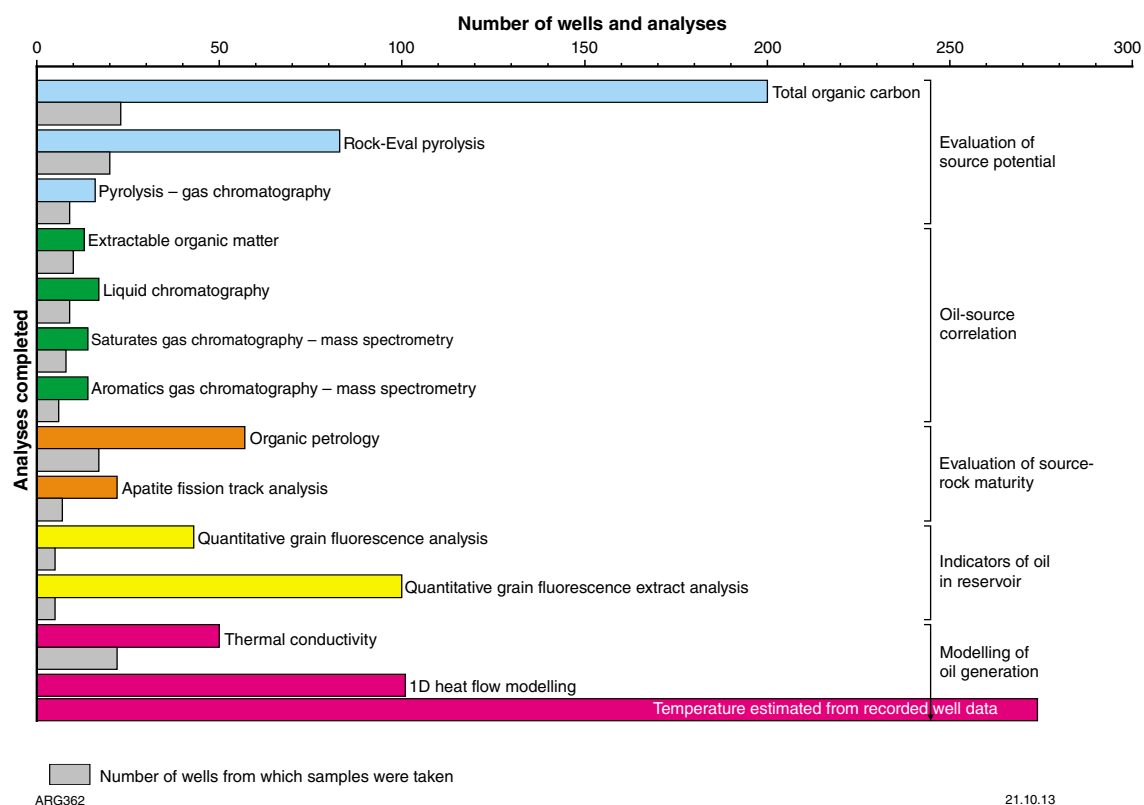 Number of wells and analyses
0 50 100 150 200 250 300
Analyses completed
Total organic carbon
Rock-Eval pyrolysis
Pyrolysis – gas chromatography
Evaluation of
source potential
Extractable organic matter
Liquid chromatography
Saturates gas chromatography – mass spectrometry
Aromatics gas chromatography – mass spectrometry
Oil-source
correlation
Organic petrology
Apatite fission track analysis
Evaluation of source-
rock maturity
Quantitative grain fluorescence analysis
Quantitative grain fluorescence extract analysis
Indicators of oil
in reservoir
Thermal conductivity
1D heat flow modelling
Temperature estimated from recorded well data
Modelling of
oil generation
Number of wells from which samples were taken
ARG362
21.10.13